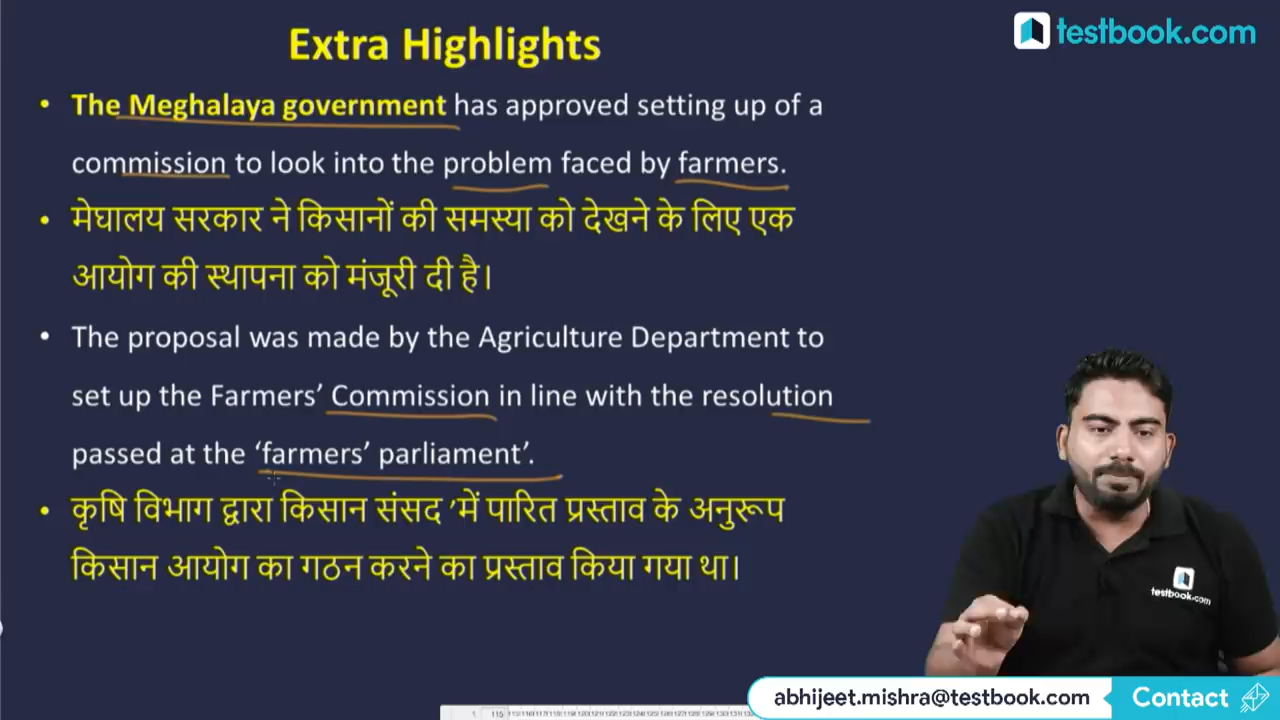 Extra Highlights
testbook.com
• The Meghalaya government has approved setting up of a
commission to look into the problem faced by farmers.
• मेघालय सरकार ने किसानों की समस्या को देखने के लिए एक
आयोग की स्थापना को मंजूरी दी है।
• The proposal was made by the Agriculture Department to
set up the Farmers’ Commission in line with the resolution
passed at the ‘farmers’ parliament’.
• कृषि विभाग द्वारा किसान संसद ’में पारित प्रस्ताव के अनुरूप
किसान आयोग का गठन करने का प्रस्ताव किया गया था।
testbook.com
abhijeet.mishra@testbook.com Contact